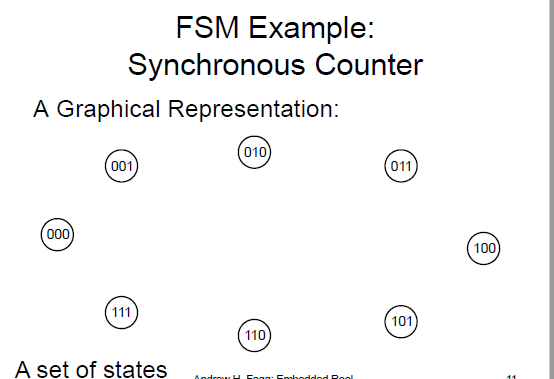 FSM Example:
Synchronous Counter
A Graphical Representation:
010
001
011
000
100
111
101
110
A set of states